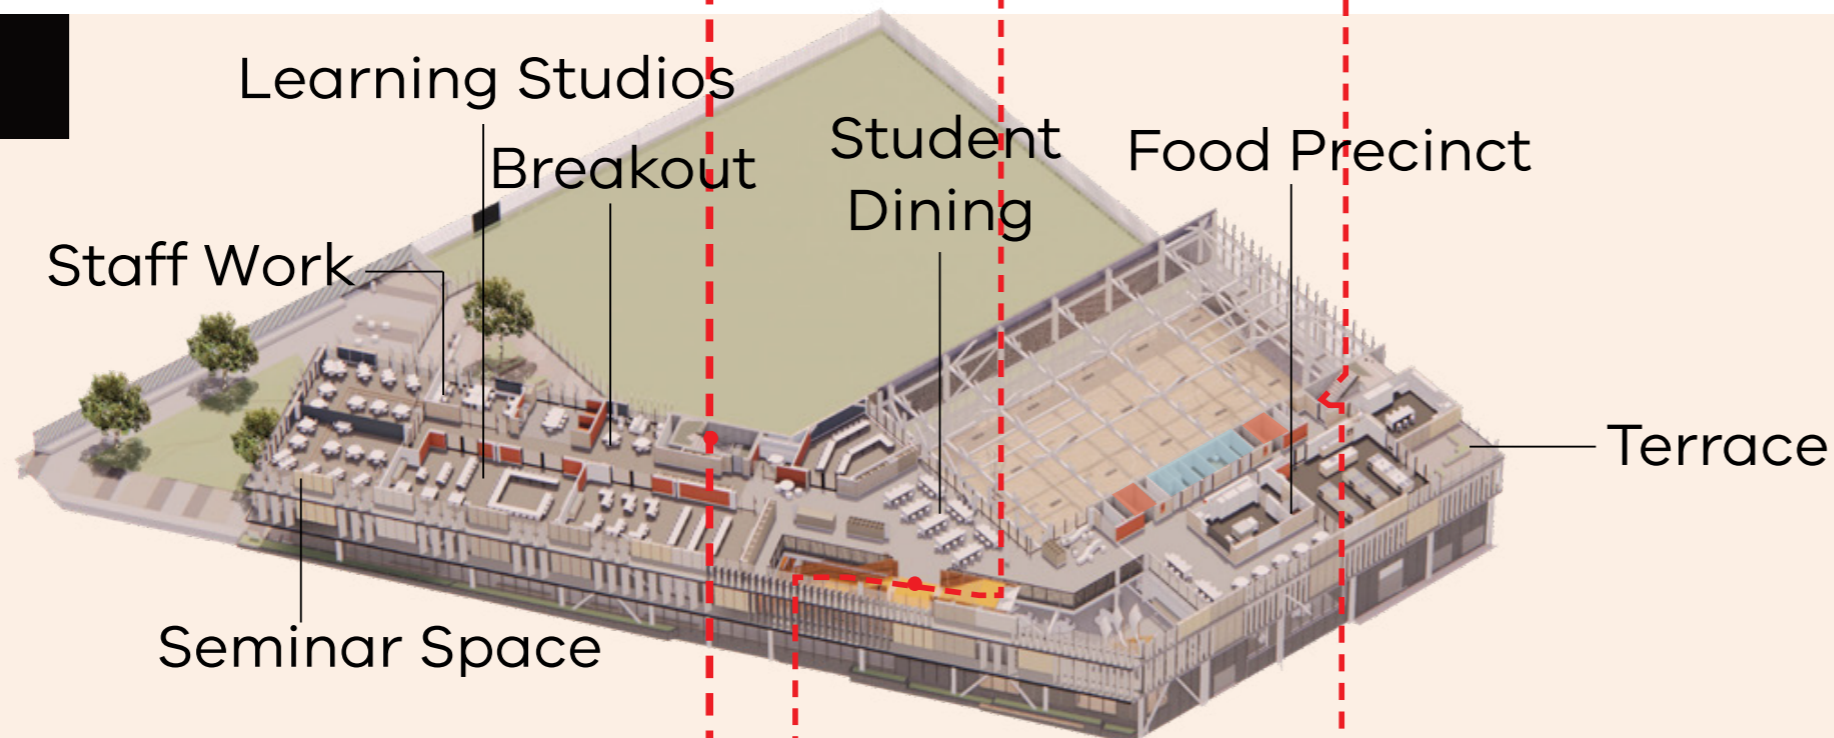 Learning Studios
Breakout
Student
Dining
Food Precinct
Staff Work
Terrace
Seminar Space